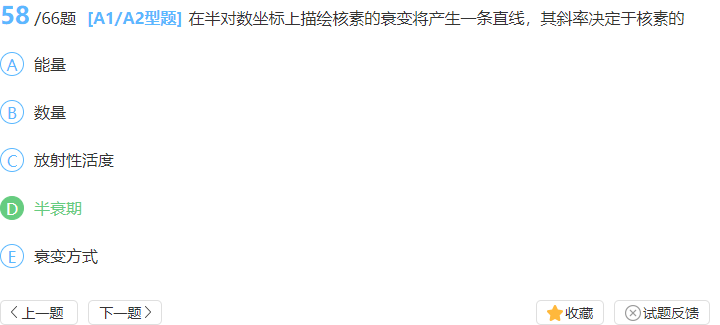 58 /66题 [A1/A2型题] 在半对数坐标上描绘核素的衰变将产生一条直线，其斜率决定于核素的
A 能量
B 数量
C 放射性活度
D 半衰期
E 衰变方式
上一题 下一题 收藏 试题反馈